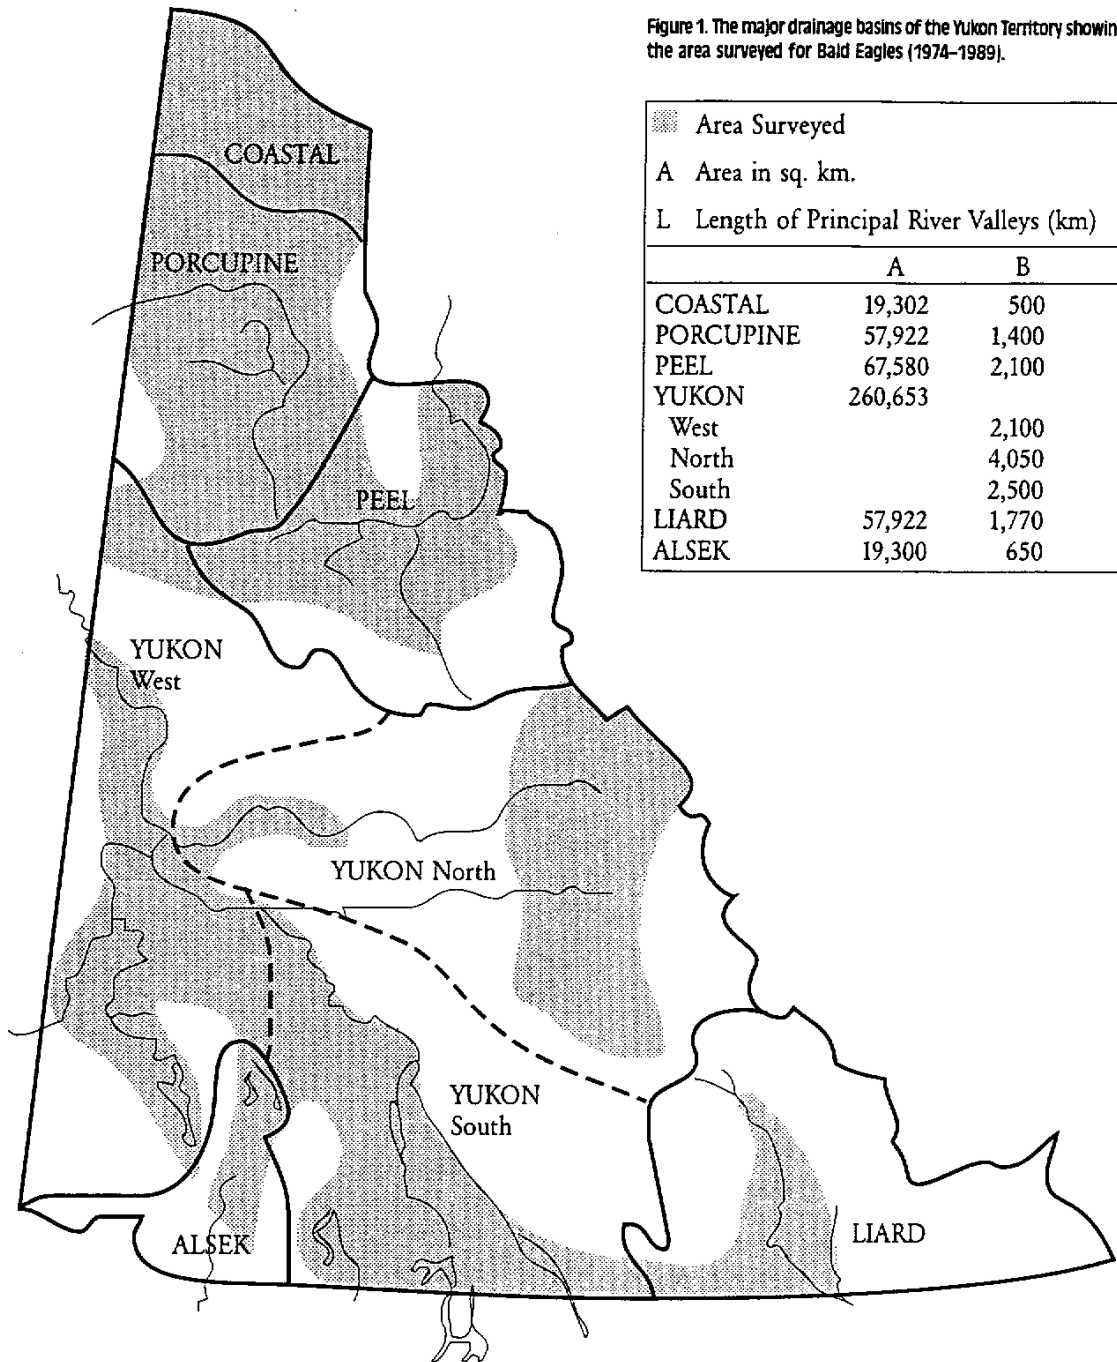 Figure 1. The major drainage basins of the Yukon Territory showin
the area surveyed for Bald Eagles (1974–1989).
Area Surveyed
A Area in sq. km.
L Length of Principal River Valleys (km)
A B
COASTAL 19,302 500
PORCUPINE 57,922 1,400
PEEL 67,580 2,100
YUKON 260,653
West 2,100
North 4,050
South 2,500
LIARD 57,922 1,770
ALSEK 19,300 650
COASTAL
PORCUPINE
PEEL
YUKON
West
YUKON North
YUKON
South
LIARD
ALSEK